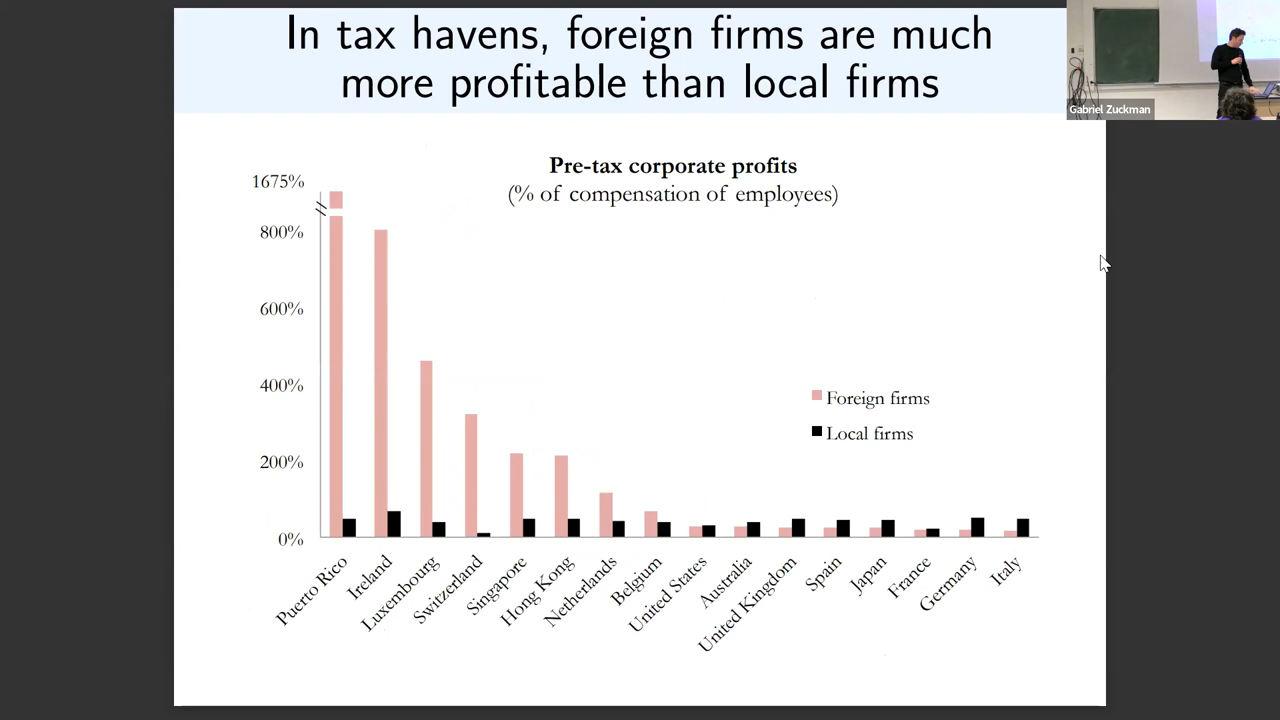 In tax havens, foreign firms are much
more profitable than local firms
Gabriel Zuckman
Pre-tax corporate profits
(% of compensation of employees)
1675%
800%
600%
400%
200%
0%
Foreign firms
Local firms
Puerto Rico
Ireland
Luxembourg
Switzerland
Singapore
Hong Kong
Netherlands
Belgium
United States
Australia
United Kingdom
Spain
Japan
France
Germany
Italy